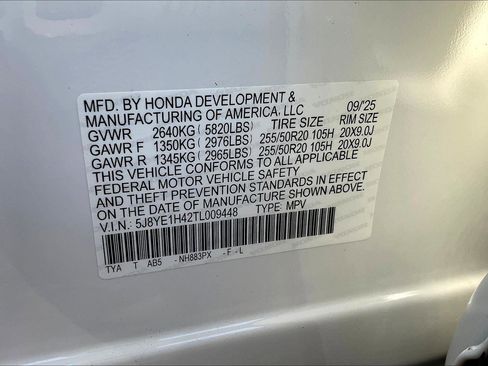 MFD. BY HONDA DEVELOPMENT &
MANUFACTURING OF AMERICA, LLC 09/25
GVWR 2640KG ( 5820LBS) TIRE SIZE RIM SIZE
GAWR F 1350KG ( 2976LBS) 255/50R20 105H 20X9.0J
GAWR R 1345KG ( 2965LBS) 255/50R20 105H 20X9.0J
THIS VEHICLE CONFORMS TO ALL APPLICABLE
FEDERAL MOTOR VEHICLE SAFETY
AND THEFT PREVENTION STANDARDS IN EFFECT
ON THE DATE OF MANUFACTURE SHOWN ABOVE.
V.I.N.: 5J8YE1H42TL009448 TYPE: MPV
TYA T AB5 -NH883PX -F -L